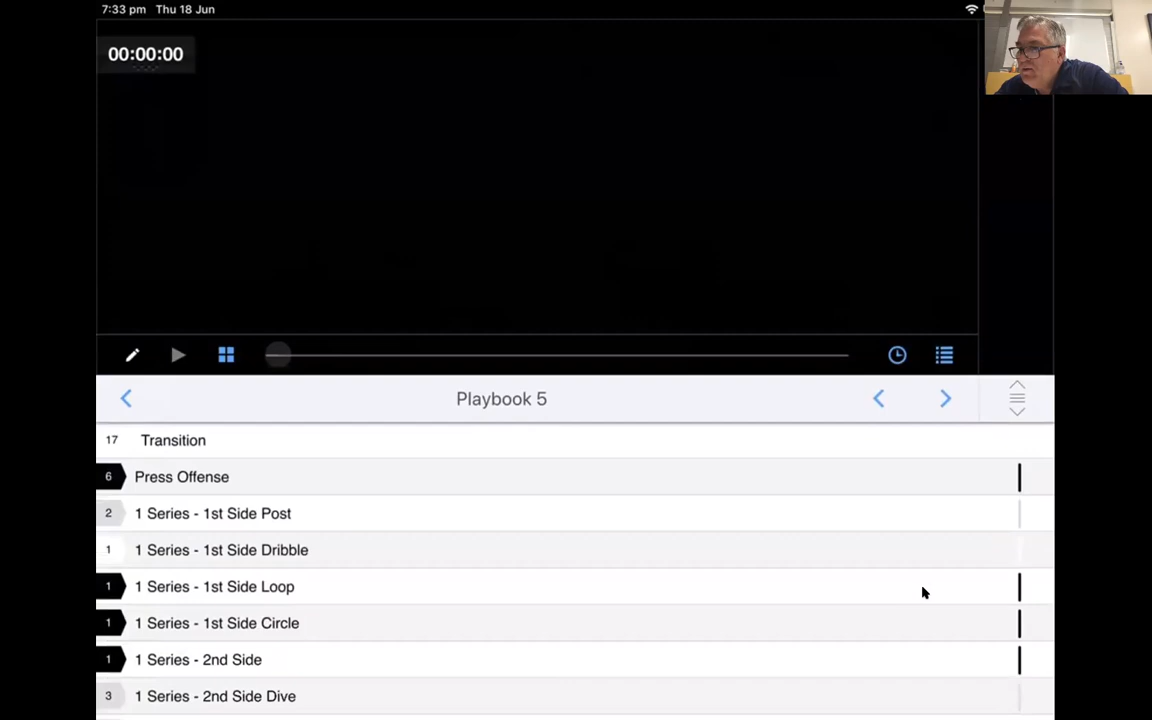 7:33 pm Thu 18 Jun
00:00:00
Playbook 5
17 Transition
6 Press Offense
2 1 Series - 1st Side Post
1 1 Series - 1st Side Dribble
1 1 Series - 1st Side Loop
1 1 Series - 1st Side Circle
1 1 Series - 2nd Side
3 1 Series - 2nd Side Dive